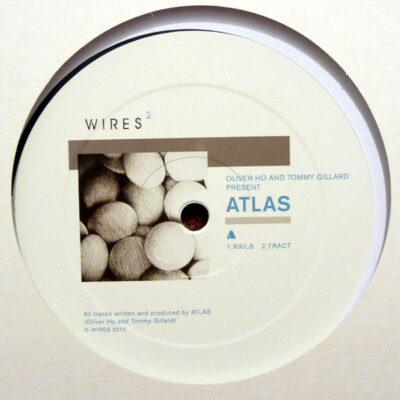 WIRES 2
OLIVER HO AND TOMMY GILLARD
PRESENT
ATLAS
A
1.RAILS 2.TRACT
All tracks written and produced by ATLAS
(Oliver Ho and Tommy Gillard)
© WIRES 2010